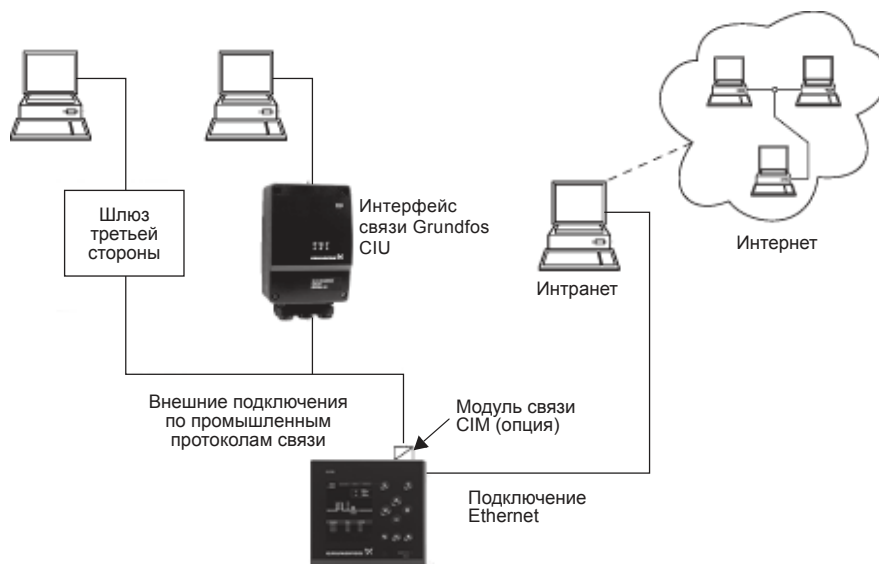 Шлюз
третьей
стороны
Интерфейс
связи Grundfos
CIU
Интернет
Интранет
Внешние подключения
по промышленным
протоколам связи
Модуль связи
CIM (опция)
Подключение
Ethernet